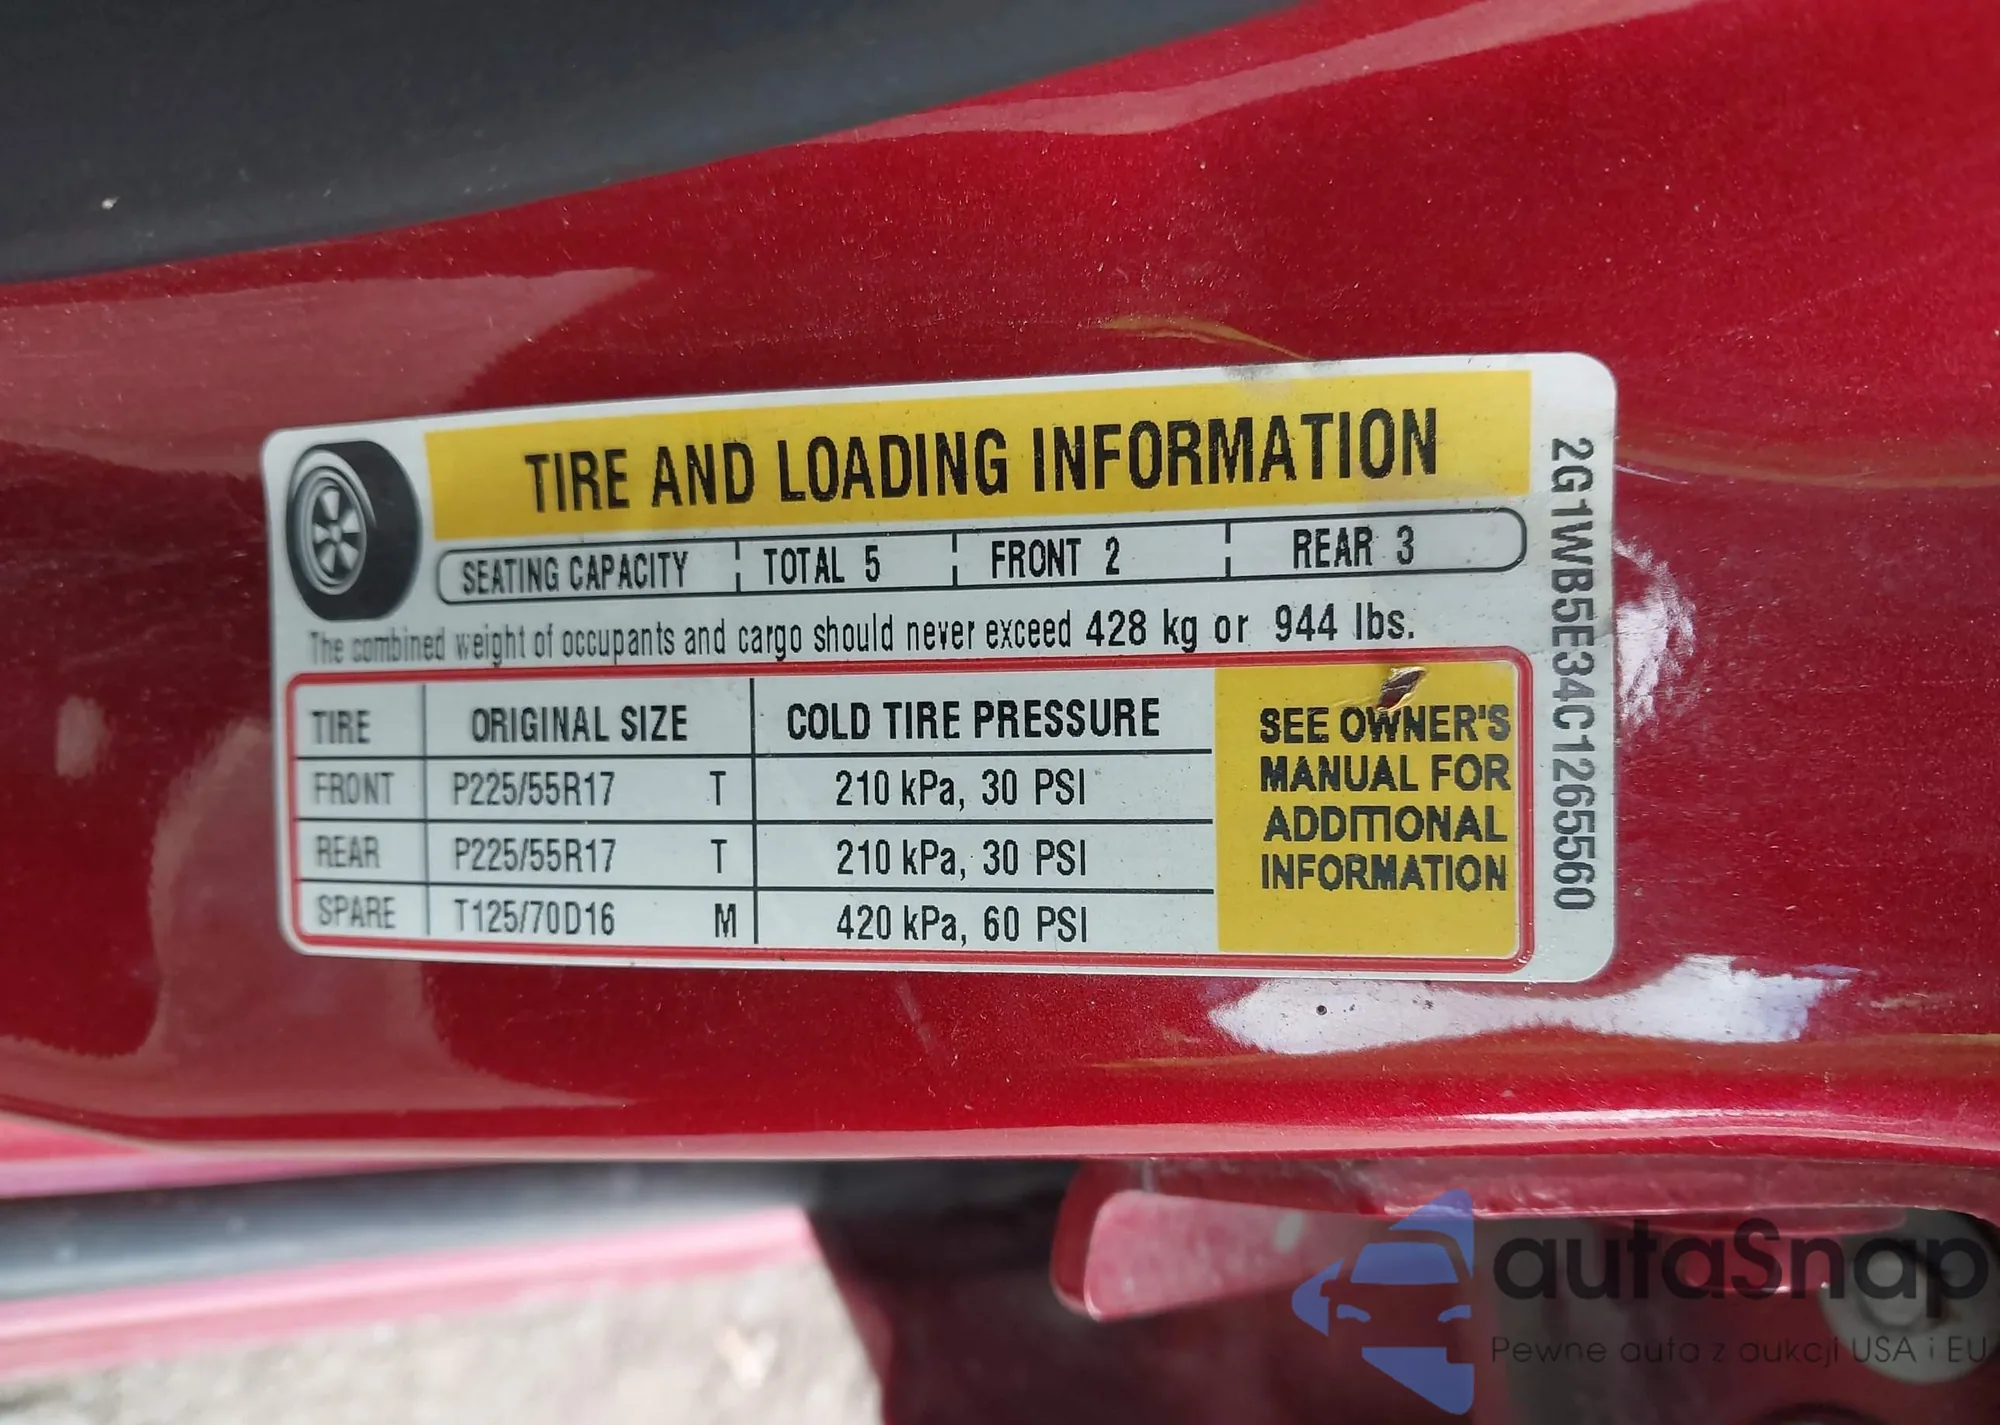 TIRE AND LOADING INFORMATION
SEATING CAPACITY TOTAL 5 FRONT 2 REAR 3
The combined weight of occupants and cargo should never exceed 428 kg or 944 lbs.
TIRE ORIGINAL SIZE COLD TIRE PRESSURE
FRONT P225/55R17 T 210 kPa, 30 PSI
REAR P225/55R17 T 210 kPa, 30 PSI
SPARE T125/70D16 M 420 kPa, 60 PSI
SEE OWNER'S
MANUAL FOR
ADDITIONAL
INFORMATION
2G1WB5E34C1265560
autaSnap
Pewne auta z aukcji USA i EU